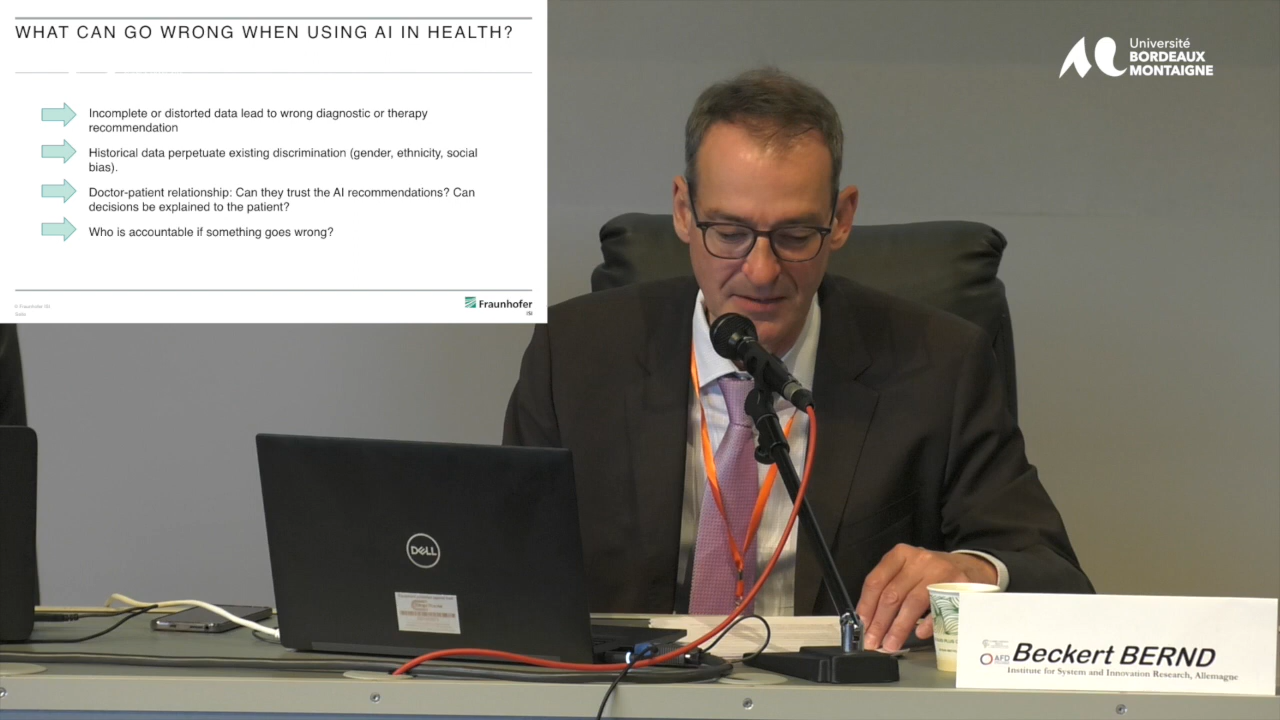 WHAT CAN GO WRONG WHEN USING AI IN HEALTH?
Incomplete or distorted data lead to wrong diagnostic or therapy
recommendation
Historical data perpetuate existing discrimination (gender, ethnicity, social
bias).
Doctor-patient relationship: Can they trust the AI recommendations? Can
decisions be explained to the patient?
Who is accountable if something goes wrong?
© Fraunhofer ISI
Seite
Fraunhofer
ISI
Université
BORDEAUX
MONTAIGNE
DELL
AFD
Beckert BERND
Institute for System and Innovation Research, Allemagne